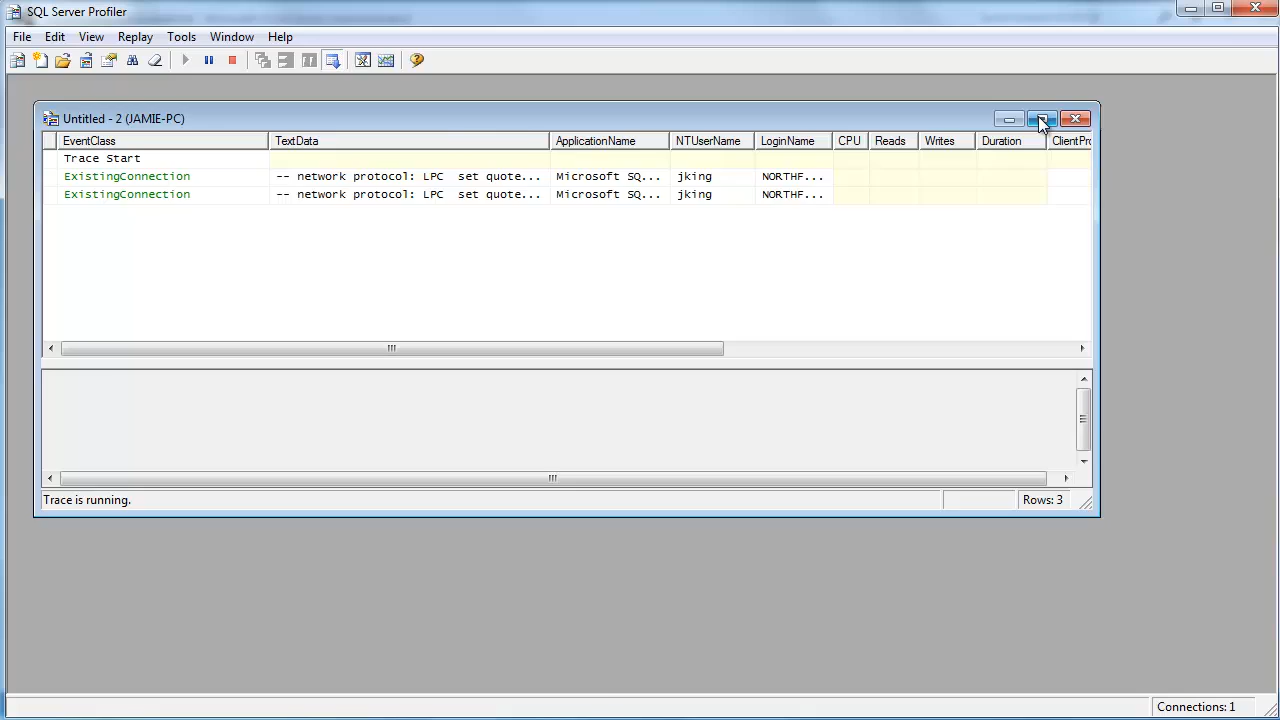 SQL Server Profiler
File Edit View Replay Tools Window Help
Untitled - 2 (JAMIE-PC)
EventClass TextData ApplicationName NTUserName LoginName CPU Reads Writes Duration ClientPro
Trace Start
ExistingConnection -- network protocol: LPC set quote... Microsoft SQ... jking NORTHF...
ExistingConnection -- network protocol: LPC set quote... Microsoft SQ... jking NORTHF...
Trace is running. Rows: 3
Connections: 1